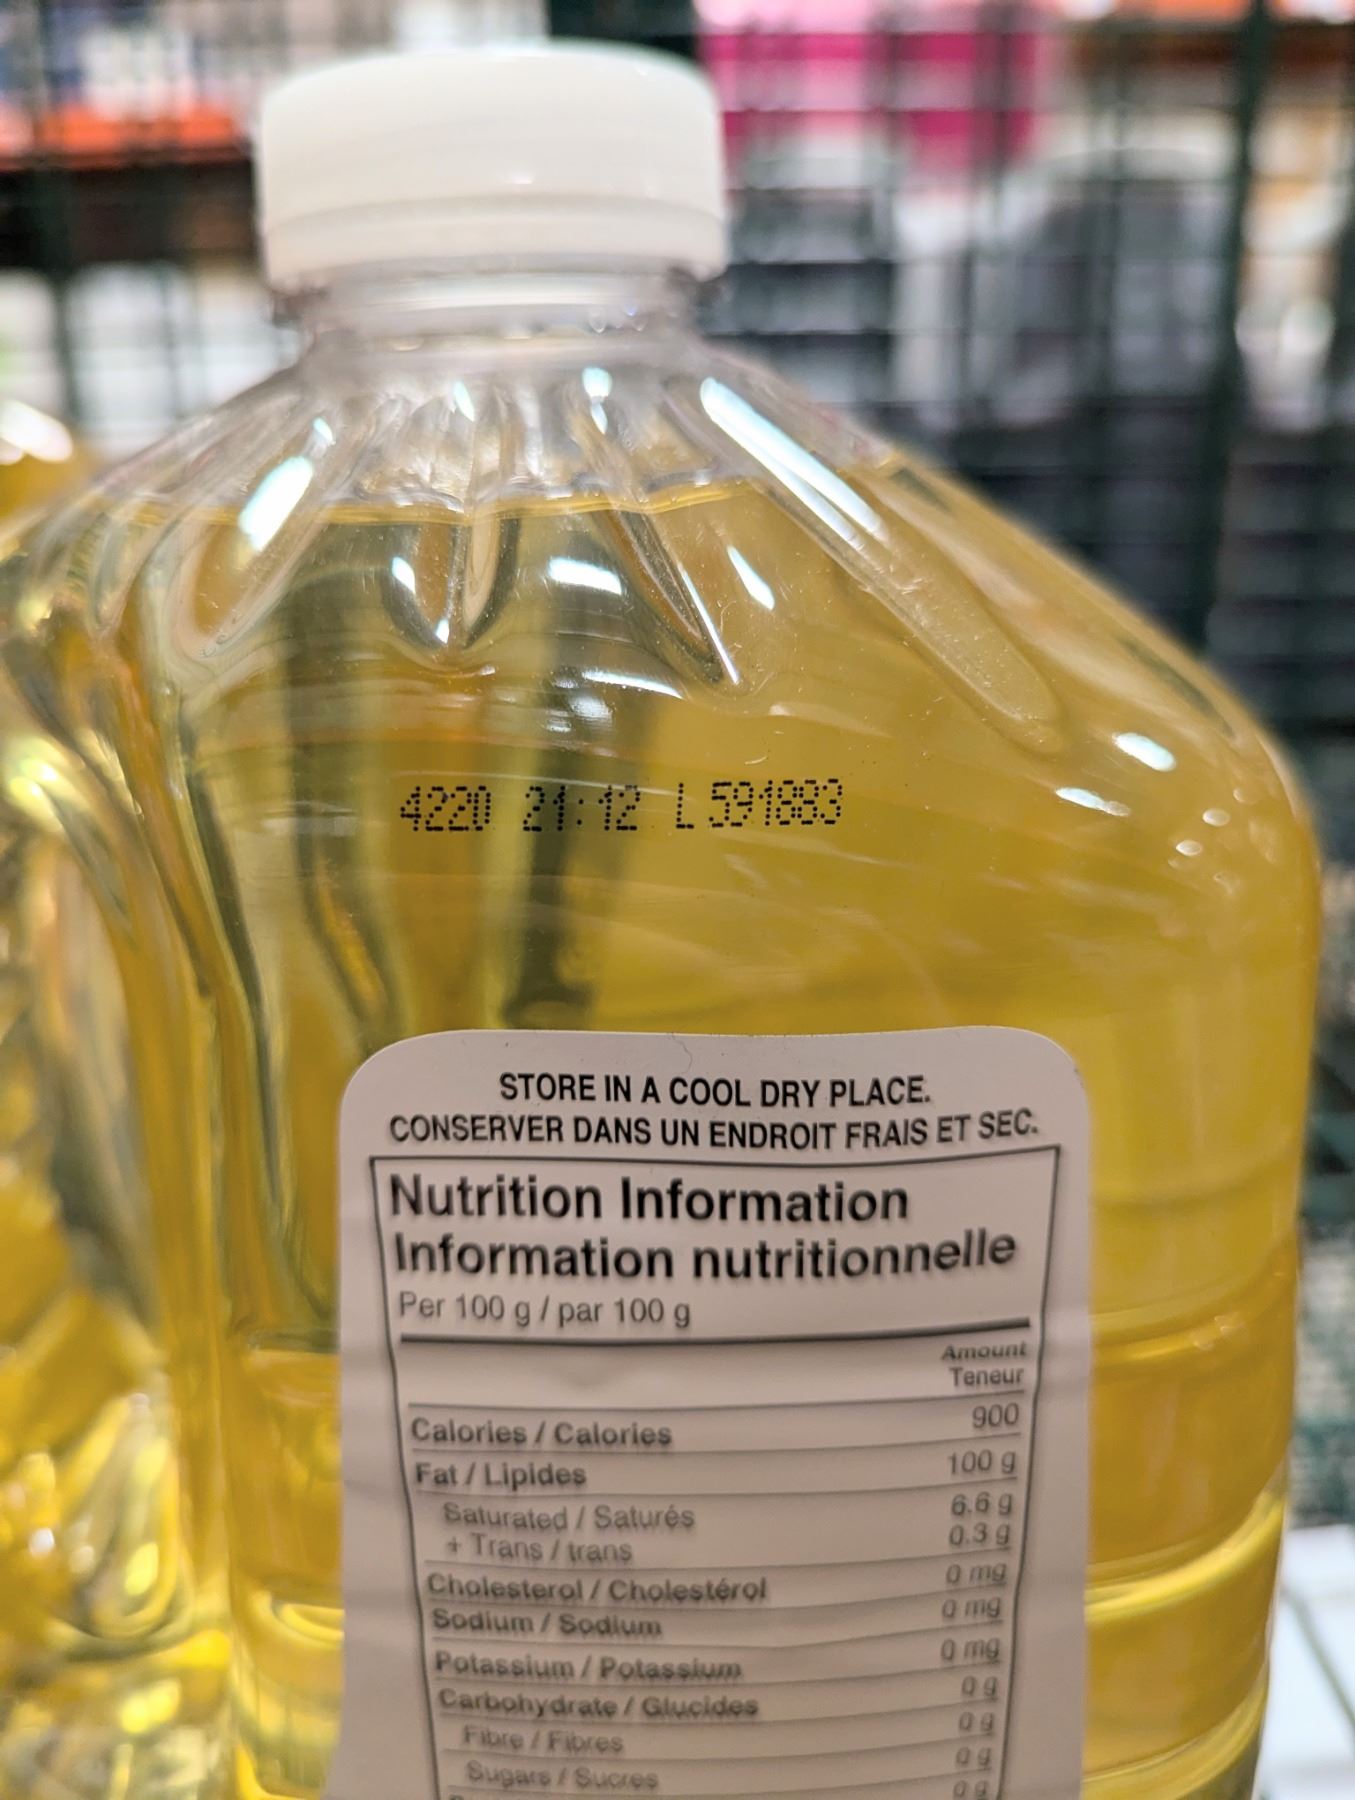 4220 21:12 L 591883
STORE IN A COOL DRY PLACE.
CONSERVER DANS UN ENDROIT FRAIS ET SEC.
Nutrition Information
Information nutritionnelle
Per 100 g / par 100 g
Amount
Teneur
Calories / Calories 900
Fat / Lipides 100 g
Saturated / Saturés 6.6 g
+ Trans / trans 0.3 g
Cholesterol / Cholestérol 0 mg
Sodium / Sodium 0 mg
Potassium / Potassium 0 mg
Carbohydrate / Glucides 0 g
Fibre / Fibres 0 g
Sugars / Sucres 0 g
0 g